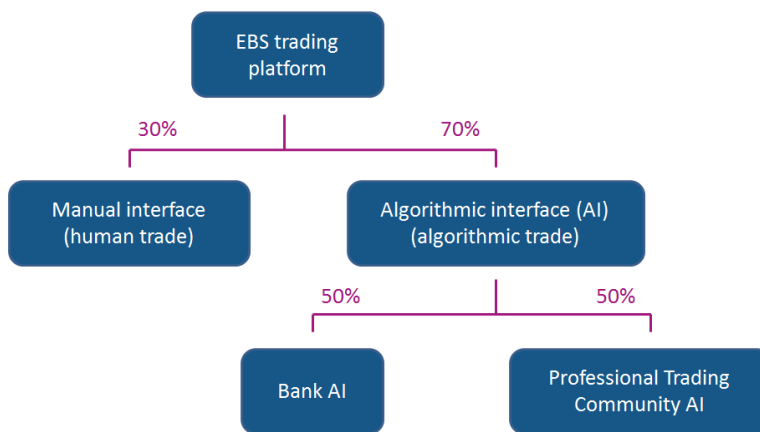 EBS trading
platform
30%
70%
Manual interface
(human trade)
Algorithmic interface (AI)
(algorithmic trade)
50%
50%
Bank AI
Professional Trading
Community AI